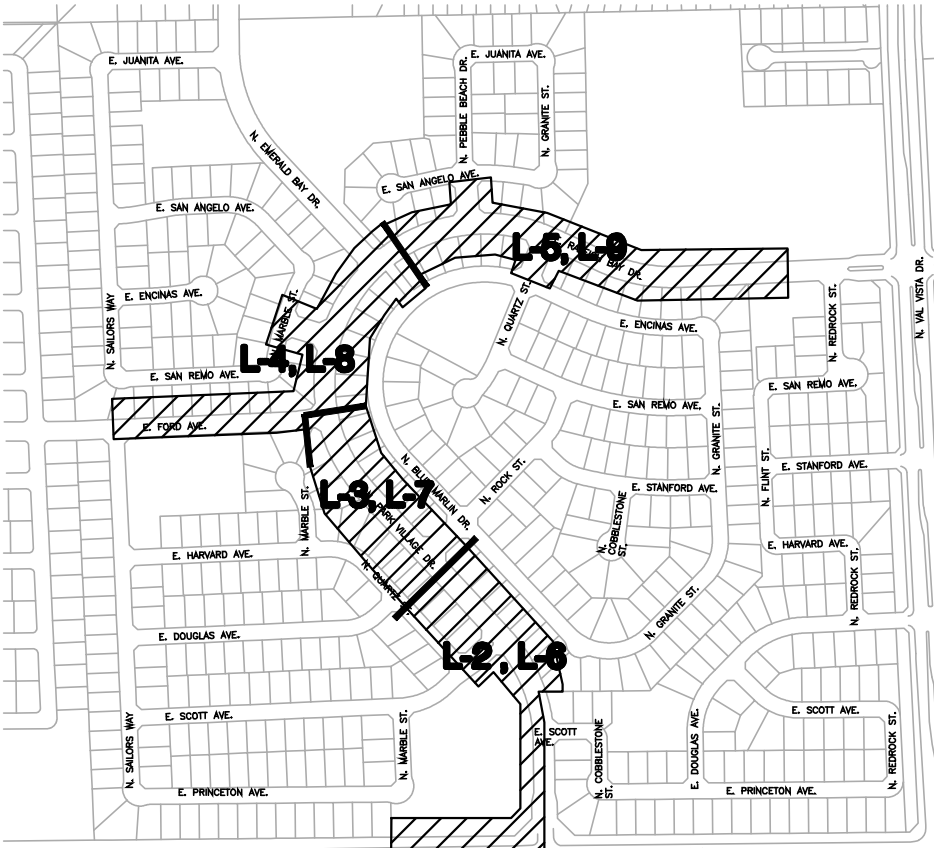 E. JUANITA AVE.
E. JUANITA AVE.
N. PEBBLE BEACH DR.
N. GRANITE ST.
N. EMERALD BAY DR.
E. SAN ANGELO AVE.
E. SAN ANGELO AVE.
L-5, L-9
BAY DR.
N. VAL VISTA DR.
E. ENCINAS AVE.
N. SAILORS WAY
N. MARBLE ST.
N. QUARTZ ST.
E. ENCINAS AVE.
N. REDROCK ST.
L-4, L-8
E. SAN REMO AVE.
E. SAN REMO AVE.
E. SAN REMO AVE.
E. FORD AVE.
N. GRANITE ST.
N. BLUE MARLIN DR.
N. ROCK ST.
E. STANFORD AVE.
N. FLINT ST.
E. STANFORD AVE.
L-3, L-7
PARK VILLAGE DR.
N. MARBLE ST.
N. COBBLESTONE
ST.
E. HARVARD AVE.
E. HARVARD AVE.
N. QUARTZ ST.
N. REDROCK ST.
N. GRANITE ST.
E. DOUGLAS AVE.
L-2, L-6
E. SCOTT AVE.
N. SAILORS WAY
N. MARBLE ST.
E. SCOTT
AVE.
N. COBBLESTONE
ST.
E. DOUGLAS AVE.
E. SCOTT AVE.
N. REDROCK ST.
E. PRINCETON AVE.
E. PRINCETON AVE.